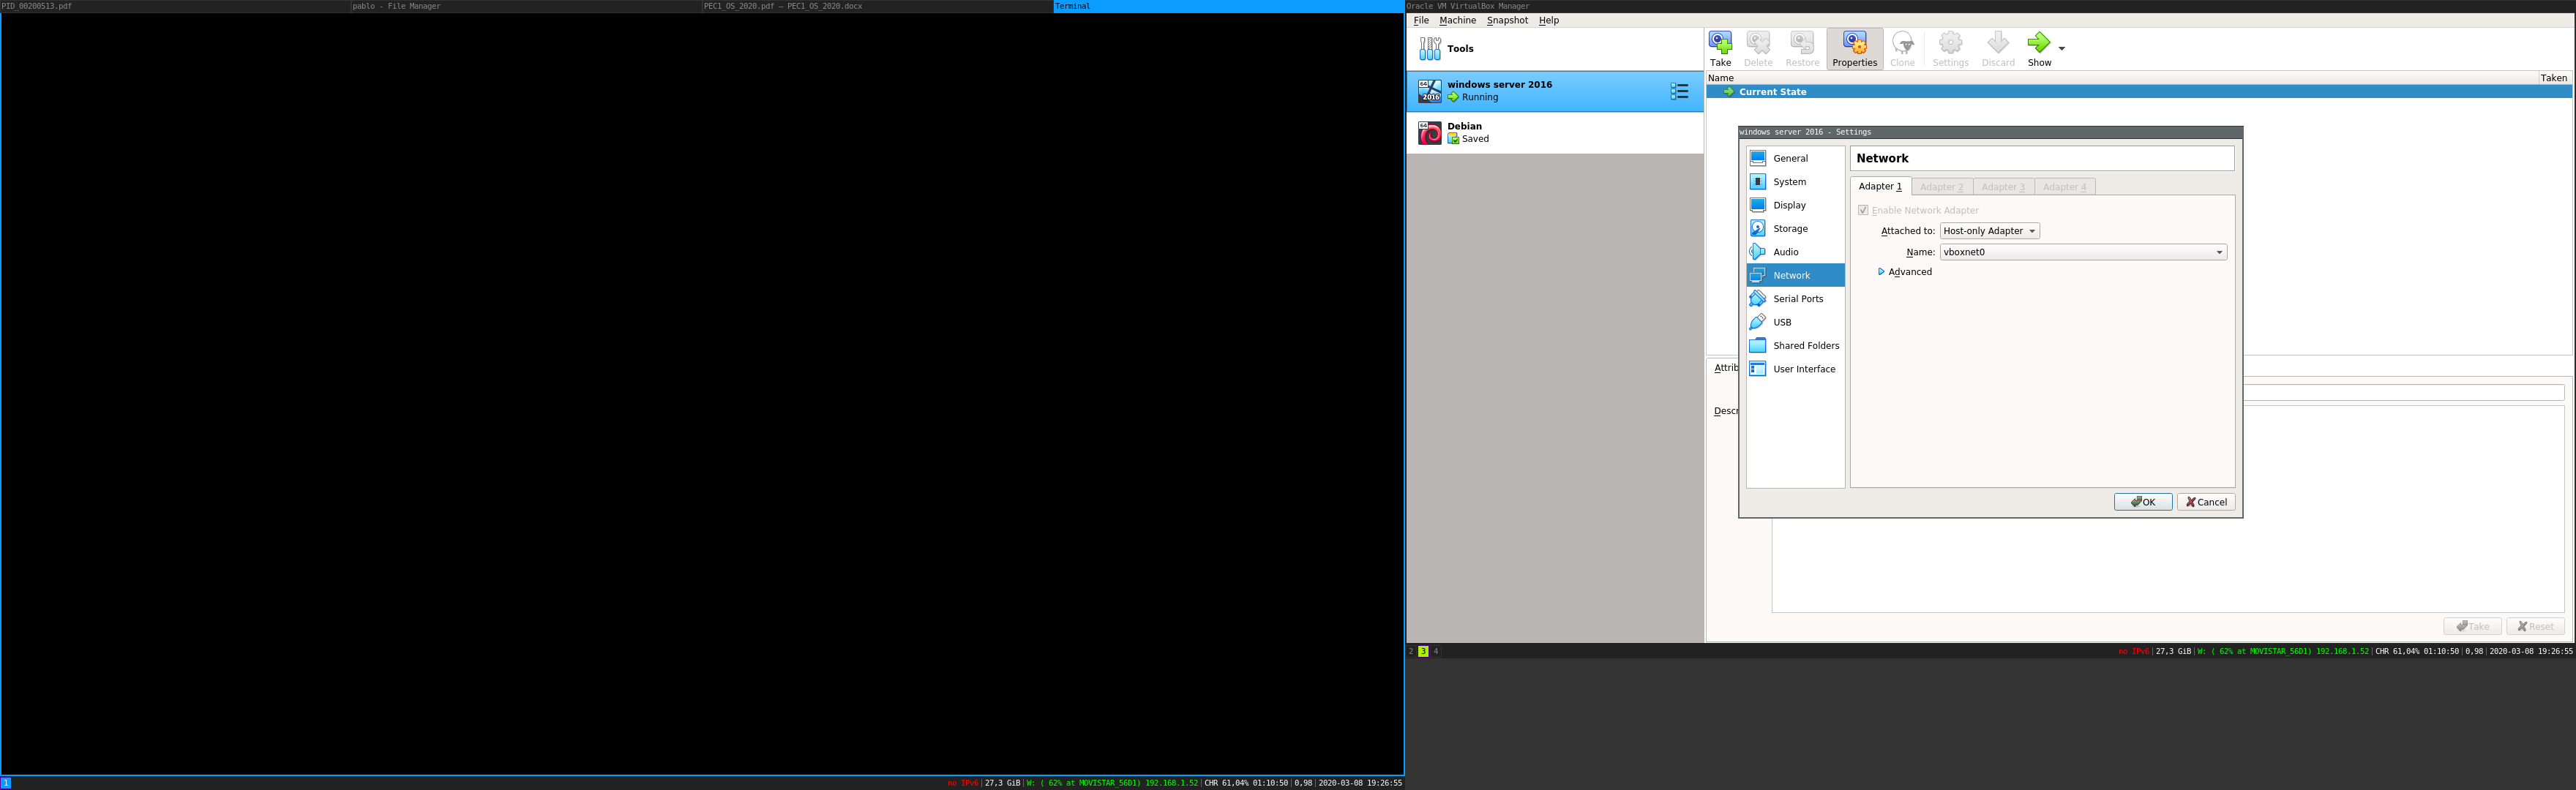 PID_00200513.pdf
pablo - File Manager
PEC1_OS_2020.pdf — PEC1_OS_2020.docx
Terminal
1
no IPv6|27,3 GiB|W: ( 62% at MOVISTAR_56D1) 192.168.1.52|CHR 61,04% 01:10:50|0,98|2020-03-08 19:26:55
Oracle VM VirtualBox Manager
File Machine Snapshot Help
Tools
windows server 2016
Running
64
2016
Debian
Saved
64
Take
Delete
Restore
Properties
Clone
Settings
Discard
Show
Name
Taken
Current State
Attrib
Descr
windows server 2016 - Settings
General
System
Display
Storage
Audio
Network
Serial Ports
USB
Shared Folders
User Interface
Network
Adapter 1
Adapter 2
Adapter 3
Adapter 4
Enable Network Adapter
Attached to: Host-only Adapter
Name: vboxnet0
Advanced
OK
Cancel
Take
Reset
2 3 4
no IPv6|27,3 GiB|W: ( 62% at MOVISTAR_56D1) 192.168.1.52|CHR 61,04% 01:10:50|0,98|2020-03-08 19:26:55